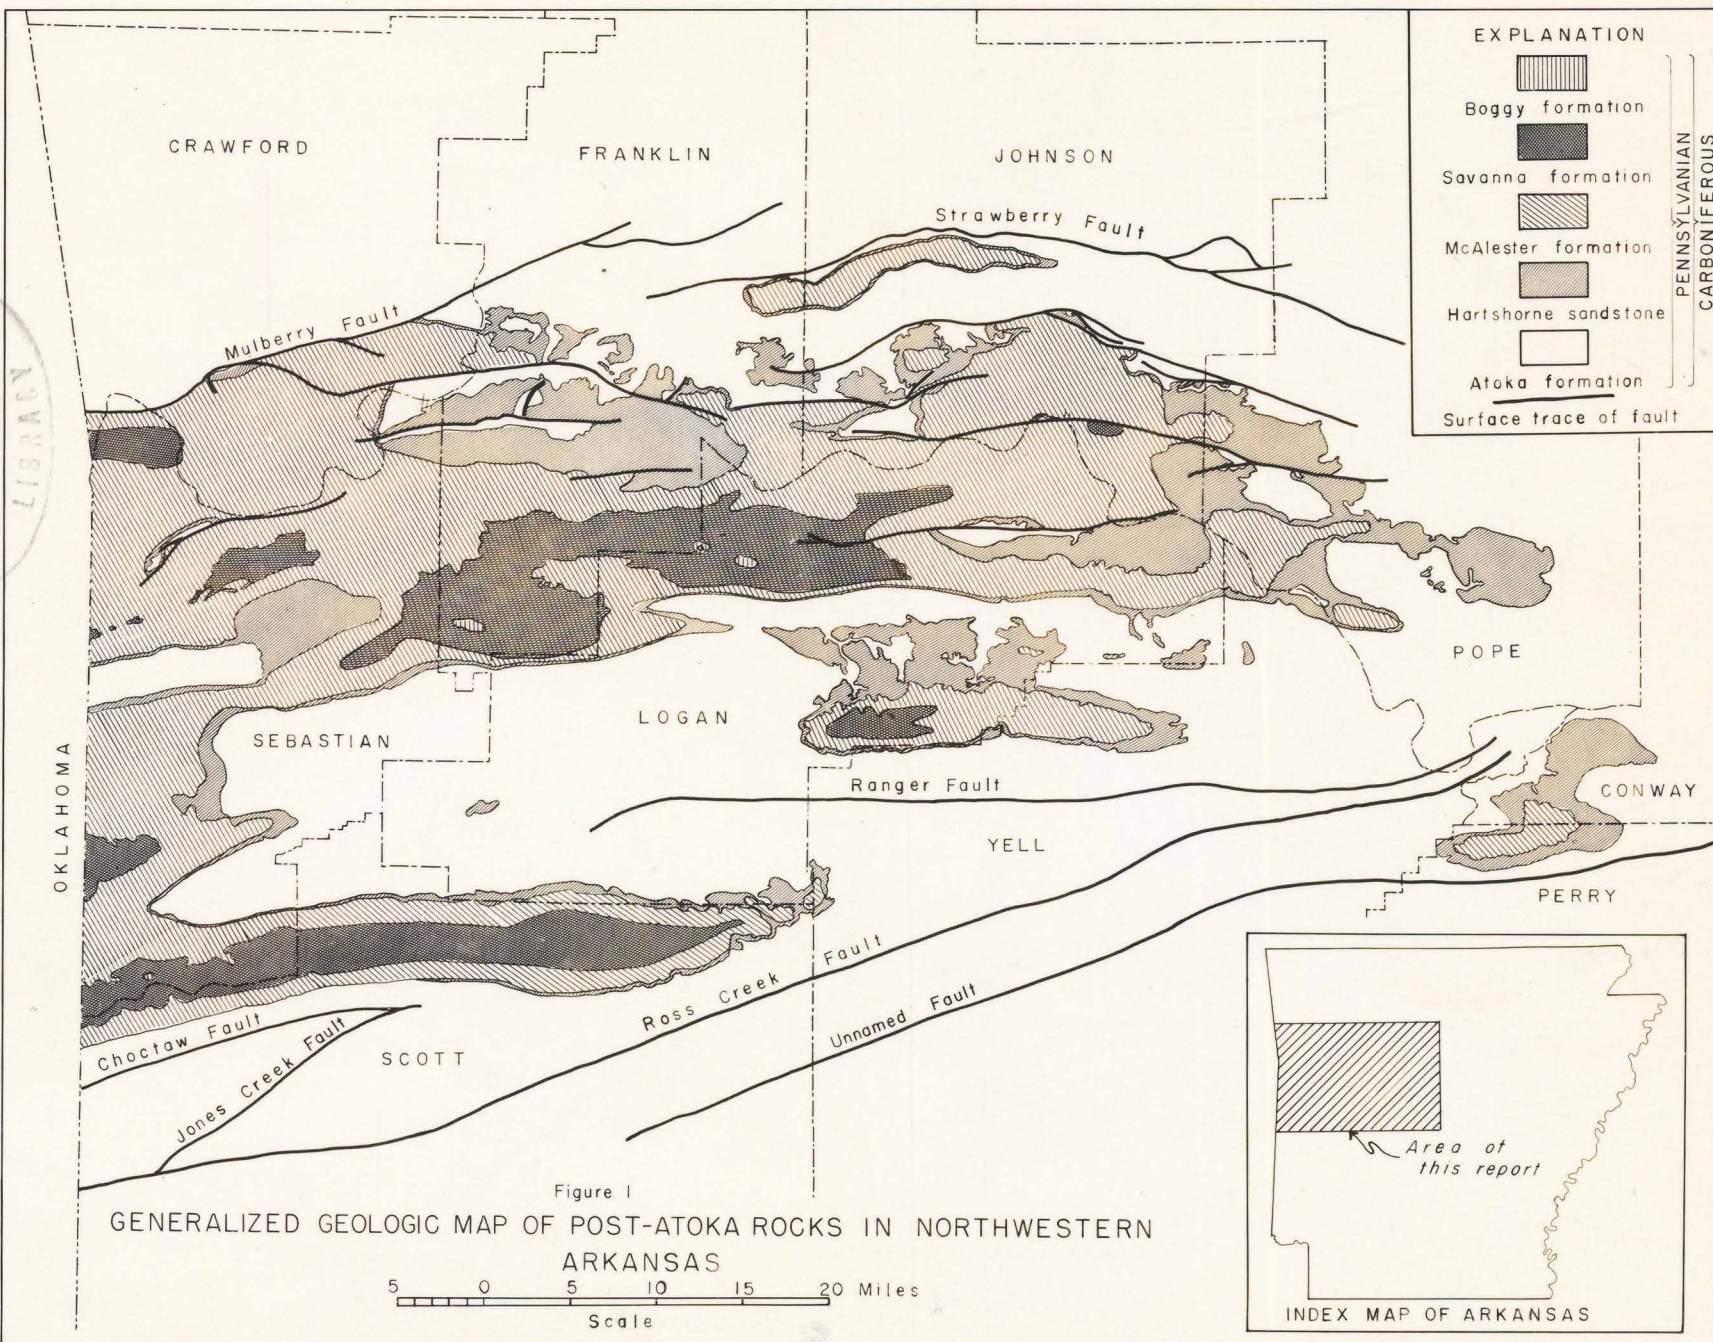 EXPLANATION
Boggy formation
Savanna formation
McAlester formation
Hartshorne sandstone
Atoka formation
Surface trace of fault
PENNSYLVANIAN
CARBONIFEROUS
CRAWFORD
FRANKLIN
JOHNSON
Strawberry Fault
Mulberry Fault
LIBRARY
POPE
LOGAN
SEBASTIAN
OKLAHOMA
Ranger Fault
CONWAY
YELL
PERRY
Ross Creek Fault
Unnamed Fault
Choctaw Fault
Jones Creek Fault
SCOTT
Area of
this report
INDEX MAP OF ARKANSAS
Figure 1
GENERALIZED GEOLOGIC MAP OF POST-ATOKA ROCKS IN NORTHWESTERN
ARKANSAS
5 0 5 10 15 20 Miles
Scale